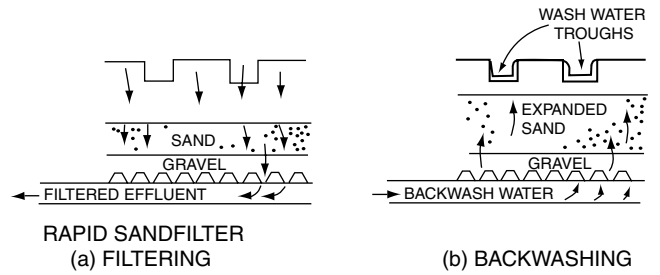 SAND
GRAVEL
FILTERED EFFLUENT
RAPID SANDFILTER
(a) FILTERING
WASH WATER
TROUGHS
EXPANDED
SAND
GRAVEL
BACKWASH WATER
(b) BACKWASHING